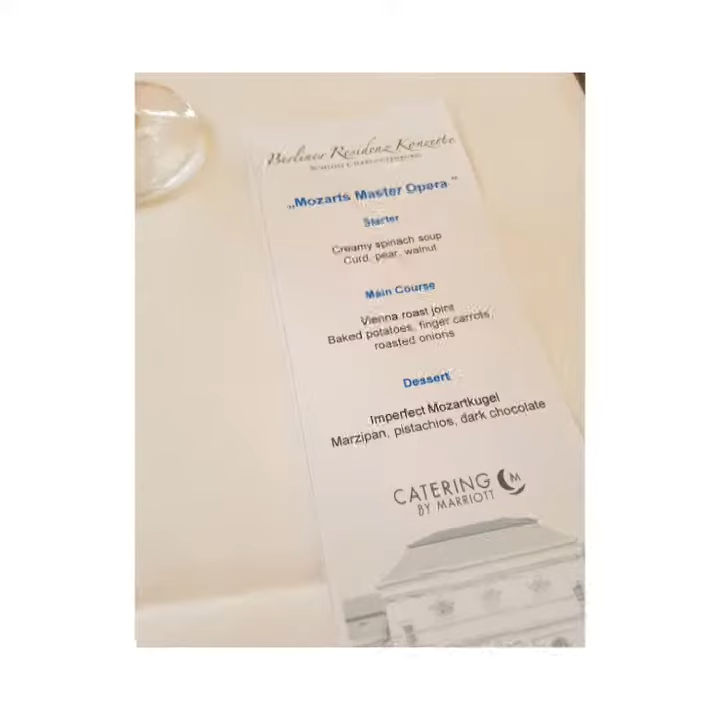 Berliner Residenz Konzerte
Schloss Charlottenburg
„Mozarts Master Opera "
Starter
Creamy spinach soup
Curd, pear, walnut
Main Course
Vienna roast joint
Baked potatoes, finger carrots,
roasted onions
Dessert
Imperfect Mozartkugel
Marzipan, pistachios, dark chocolate
CATERING M
BY MARRIOTT